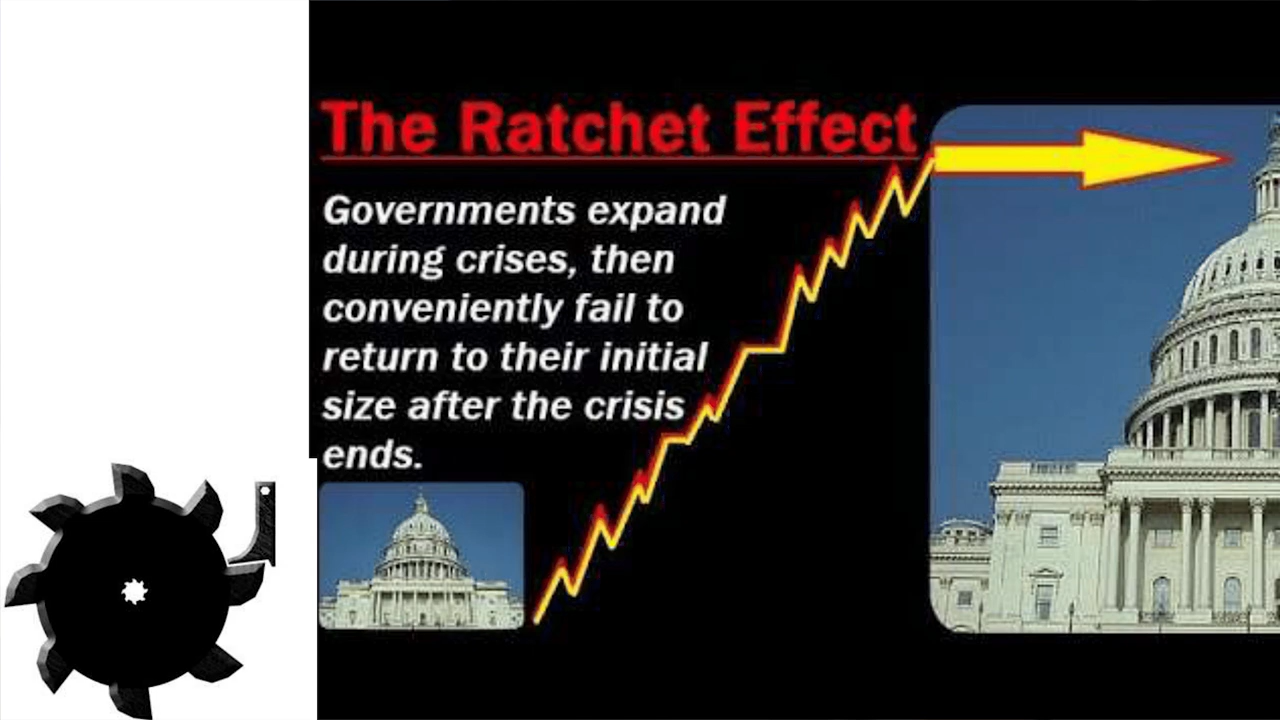 The Ratchet Effect
Governments expand
during crises, then
conveniently fail to
return to their initial
size after the crisis
ends.